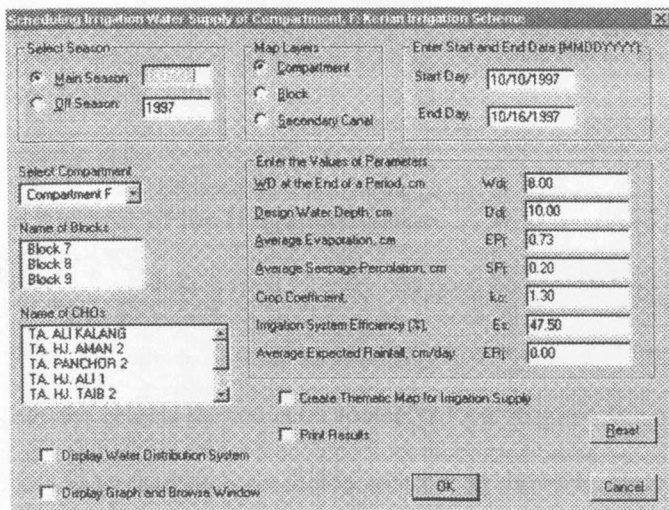 Scheduling Irrigation Water Supply of Compartment, F: Kerian Irrigation Scheme
Select Season
Main Season
Off Season
1997
Map Layers
Compartment
Block
Secondary Canal
Enter Start and End Data (MMDDYYYY)
Start Day:
10/10/1997
End Day:
10/16/1997
Select Compartment
Compartment F
Name of Blocks
Block 7
Block 8
Block 9
Name of CHOs
TA. ALI KALANG
TA. HJ. AMAN 2
TA. PANCHOR 2
TA. HJ. ALI 1
TA. HJ. TAIB 2
Enter the Values of Parameters
WD at the End of a Period, cm Wdj: 8.00
Design Water Depth, cm Ddj: 10.00
Average Evaporation, cm EPj: 0.73
Average Seepage-Percolation, cm SPj: 0.20
Crop Coefficient, kc: 1.30
Irrigation System Efficiency (%), Es: 47.50
Average Expected Rainfall, cm/day ERj: 0.00
Create Thematic Map for Irrigation Supply
Print Results
Display Water Distribution System
Display Graph and Browse Window
Reset
OK
Cancel